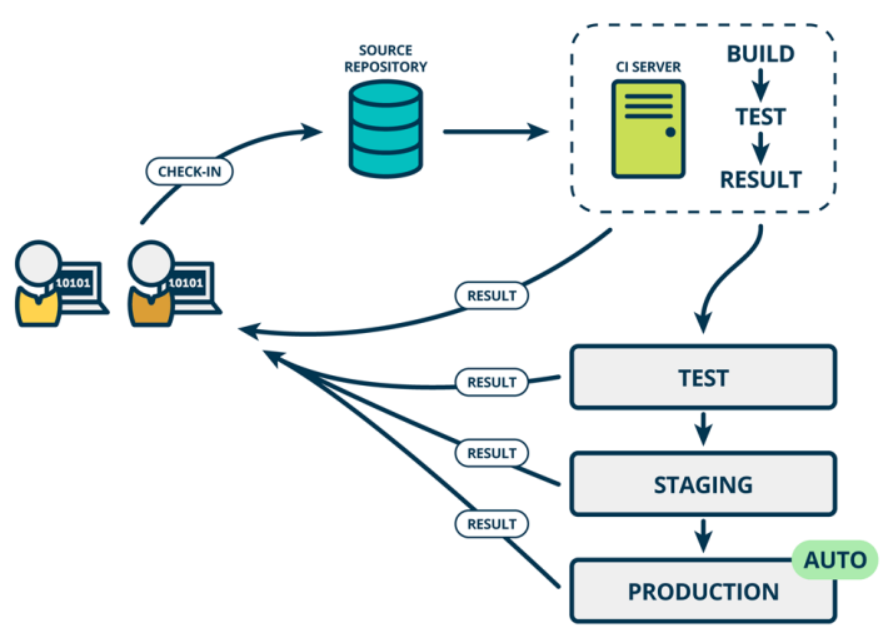 SOURCE
REPOSITORY
CI SERVER
BUILD
TEST
RESULT
CHECK-IN
10101
10101
RESULT
RESULT
TEST
RESULT
STAGING
RESULT
AUTO
PRODUCTION